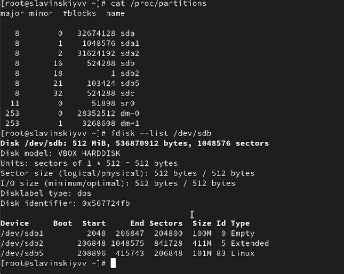 [root@slavinskiyvv ~]# cat /proc/partitions
major minor  #blocks  name

   8        0   32674128 sda
   8        1    1048576 sda1
   8        2   31624192 sda2
   8       16     524288 sdb
   8       18          1 sdb2
   8       21     103424 sdb5
   8       32     524288 sdc
  11        0      51898 sr0
 253        0   28352512 dm-0
 253        1    3268608 dm-1
[root@slavinskiyvv ~]# fdisk --list /dev/sdb
Disk /dev/sdb: 512 MiB, 536870912 bytes, 1048576 sectors
Disk model: VBOX HARDDISK
Units: sectors of 1 * 512 = 512 bytes
Sector size (logical/physical): 512 bytes / 512 bytes
I/O size (minimum/optimal): 512 bytes / 512 bytes
Disklabel type: dos
Disk identifier: 0x567724fb

Device     Boot  Start     End Sectors  Size Id Type
/dev/sdb1         2048  206847  204800  100M  0 Empty
/dev/sdb2       206848 1048575  841728  411M  5 Extended
/dev/sdb5       208896  415743  206848  101M 83 Linux
[root@slavinskiyvv ~]#